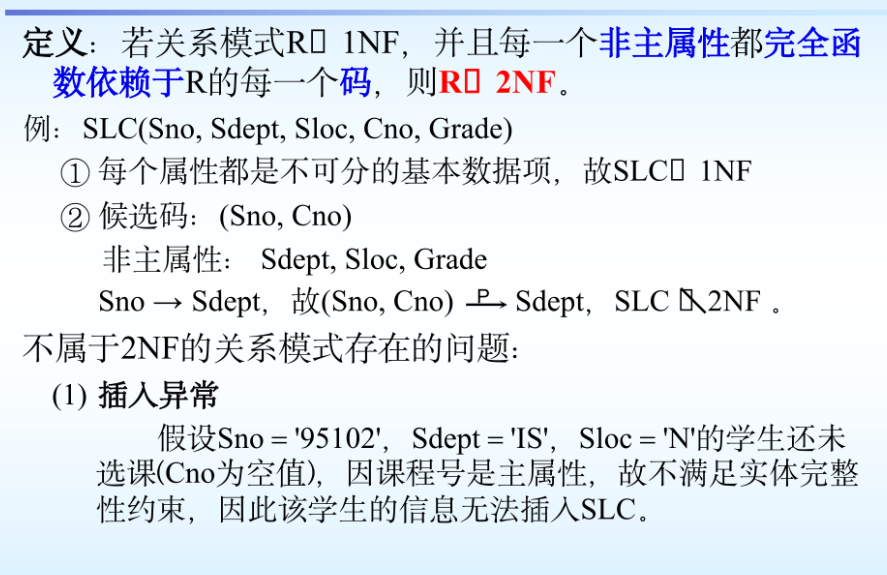 定义：若关系模式R▯ 1NF，并且每一个非主属性都完全函
数依赖于R的每一个码，则R▯ 2NF。
例：SLC(Sno, Sdept, Sloc, Cno, Grade)
① 每个属性都是不可分的基本数据项，故SLC▯ 1NF
② 候选码：(Sno, Cno)
非主属性： Sdept, Sloc, Grade
Sno → Sdept，故(Sno, Cno) P→ Sdept，SLC ▯2NF 。
不属于2NF的关系模式存在的问题：
(1) 插入异常
假设Sno = '95102'，Sdept = 'IS'，Sloc = 'N'的学生还未
选课(Cno为空值)，因课程号是主属性，故不满足实体完整
性约束，因此该学生的信息无法插入SLC。